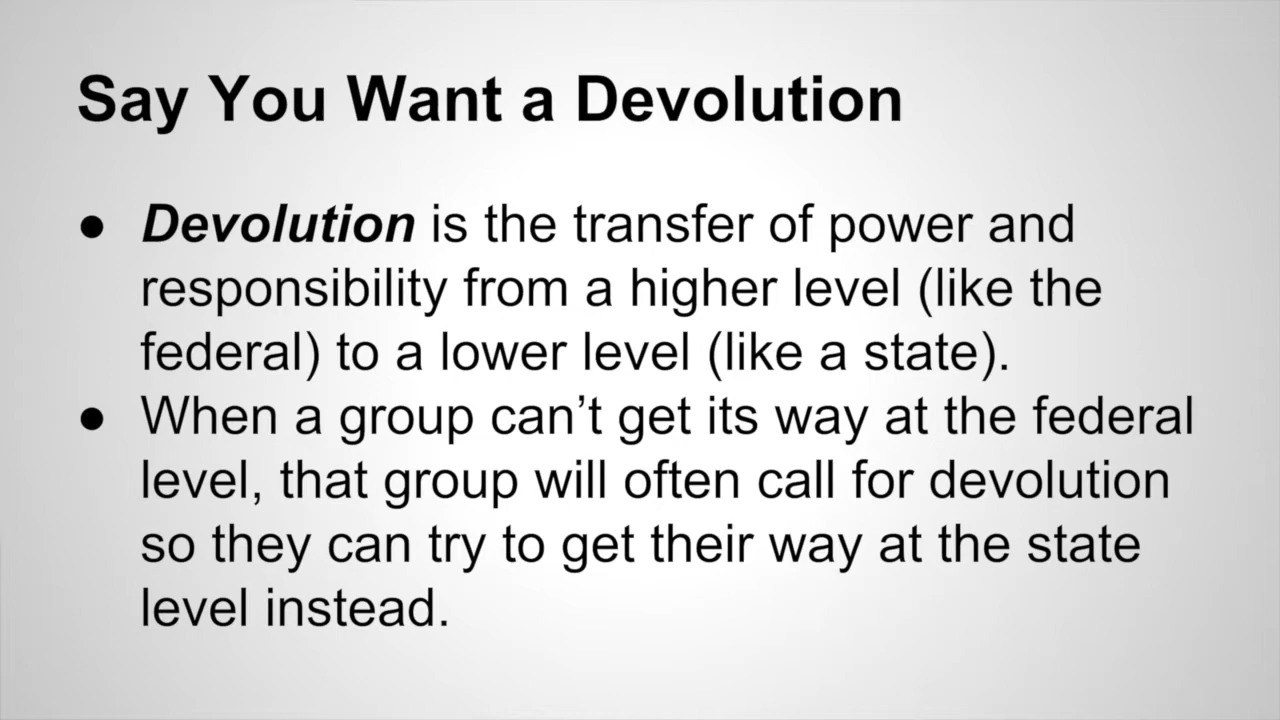 Say You Want a Devolution
● Devolution is the transfer of power and
responsibility from a higher level (like the
federal) to a lower level (like a state).
● When a group can’t get its way at the federal
level, that group will often call for devolution
so they can try to get their way at the state
level instead.